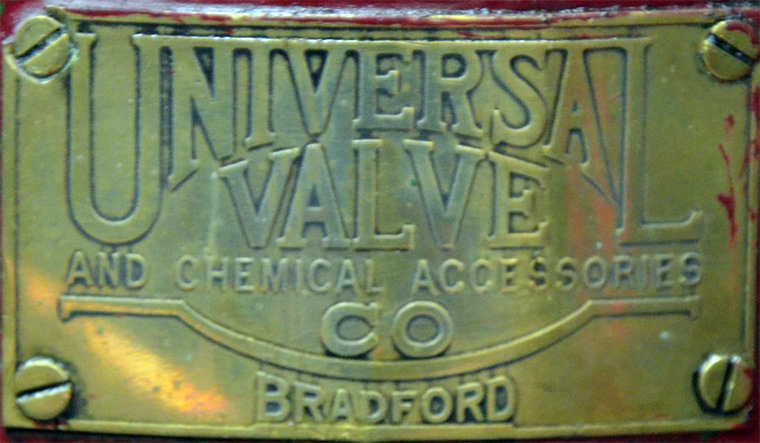 UNIVERSAL
VALVE
AND CHEMICAL ACCESSORIES
CO
BRADFORD